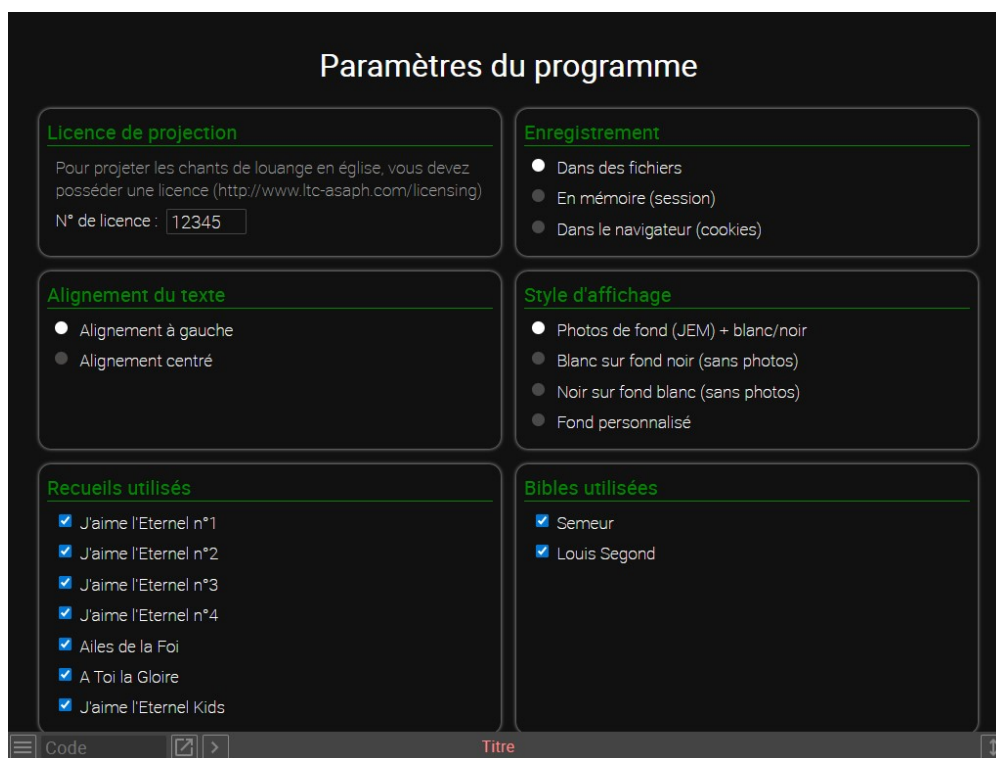 Paramètres du programme
Licence de projection
Pour projeter les chants de louange en église, vous devez
posséder une licence (http://www.ltc-asaph.com/licensing)
N° de licence : 12345
Enregistrement
Dans des fichiers
En mémoire (session)
Dans le navigateur (cookies)
Alignement du texte
Alignement à gauche
Alignement centré
Style d'affichage
Photos de fond (JEM) + blanc/noir
Blanc sur fond noir (sans photos)
Noir sur fond blanc (sans photos)
Fond personnalisé
Recueils utilisés
J'aime l'Eternel n°1
J'aime l'Eternel n°2
J'aime l'Eternel n°3
J'aime l'Eternel n°4
Ailes de la Foi
A Toi la Gloire
J'aime l'Eternel Kids
Bibles utilisées
Semeur
Louis Segond
Code
Titre